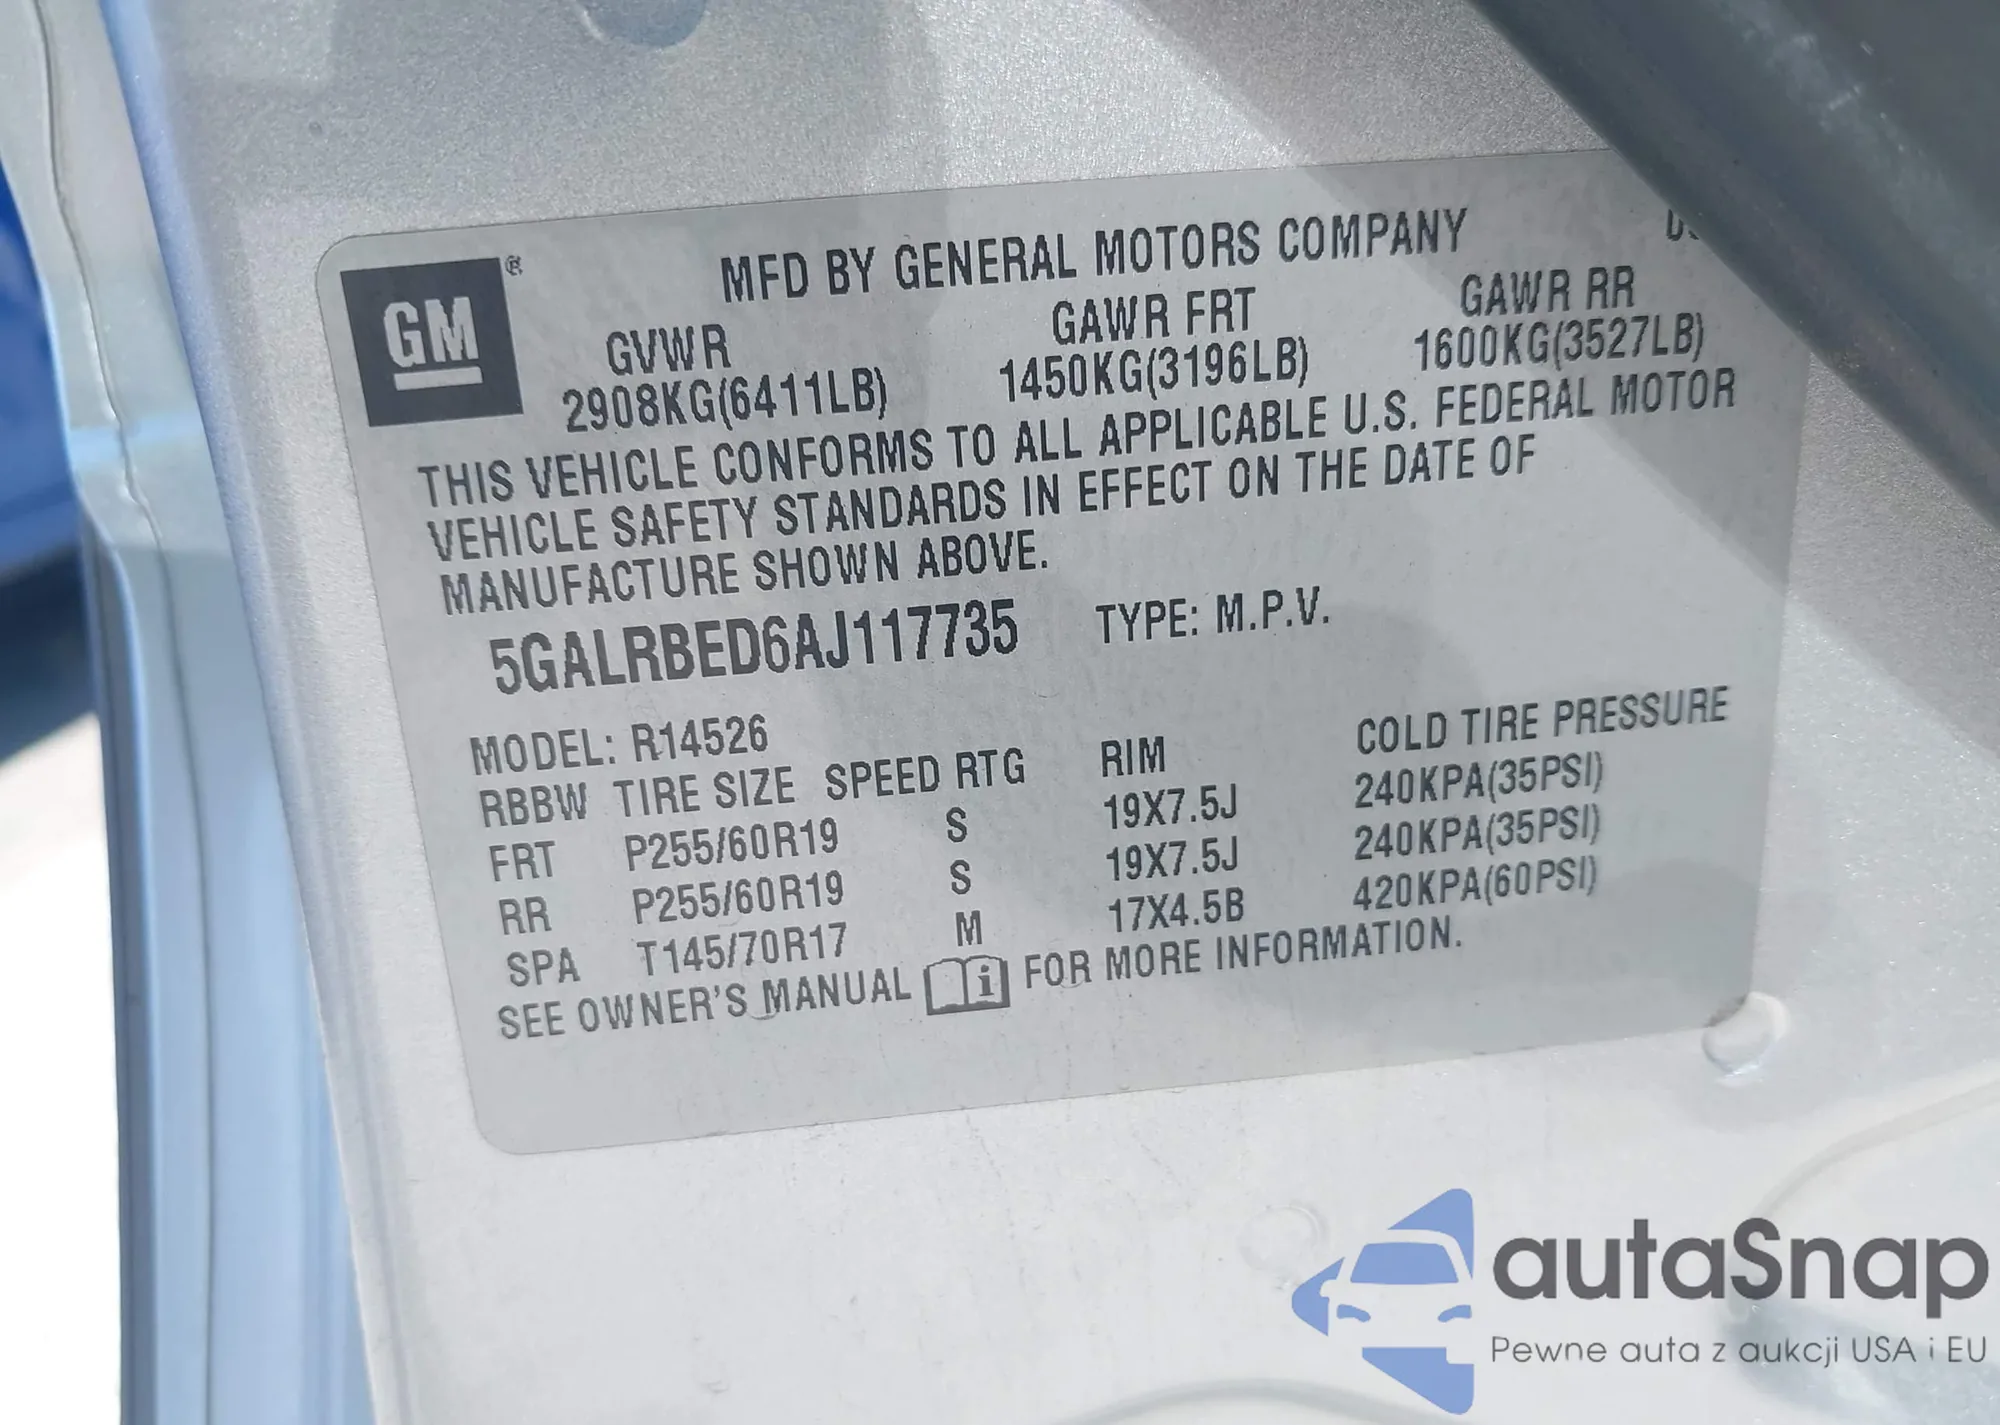 GM ®
MFD BY GENERAL MOTORS COMPANY
GVWR GAWR FRT GAWR RR
2908KG(6411LB) 1450KG(3196LB) 1600KG(3527LB)
THIS VEHICLE CONFORMS TO ALL APPLICABLE U.S. FEDERAL MOTOR
VEHICLE SAFETY STANDARDS IN EFFECT ON THE DATE OF
MANUFACTURE SHOWN ABOVE.
5GALRBED6AJ117735 TYPE: M.P.V.
MODEL: R14526
RBBW TIRE SIZE SPEED RTG RIM COLD TIRE PRESSURE
FRT P255/60R19 S 19X7.5J 240KPA(35PSI)
RR P255/60R19 S 19X7.5J 240KPA(35PSI)
SPA T145/70R17 M 17X4.5B 420KPA(60PSI)
SEE OWNER'S MANUAL i FOR MORE INFORMATION.
autaSnap
Pewne auta z aukcji USA i EU